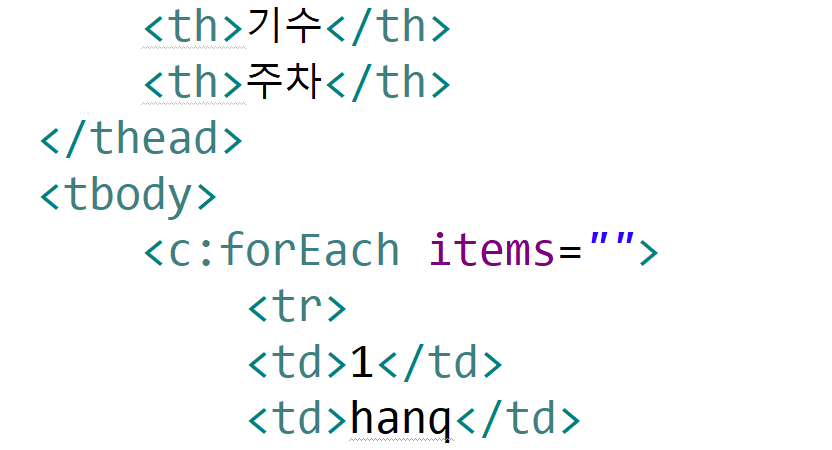 <th>기수</th>
<th>주차</th>
</thead>
<tbody>
<c:forEach items="">
<tr>
<td>1</td>
<td>hanq</td>